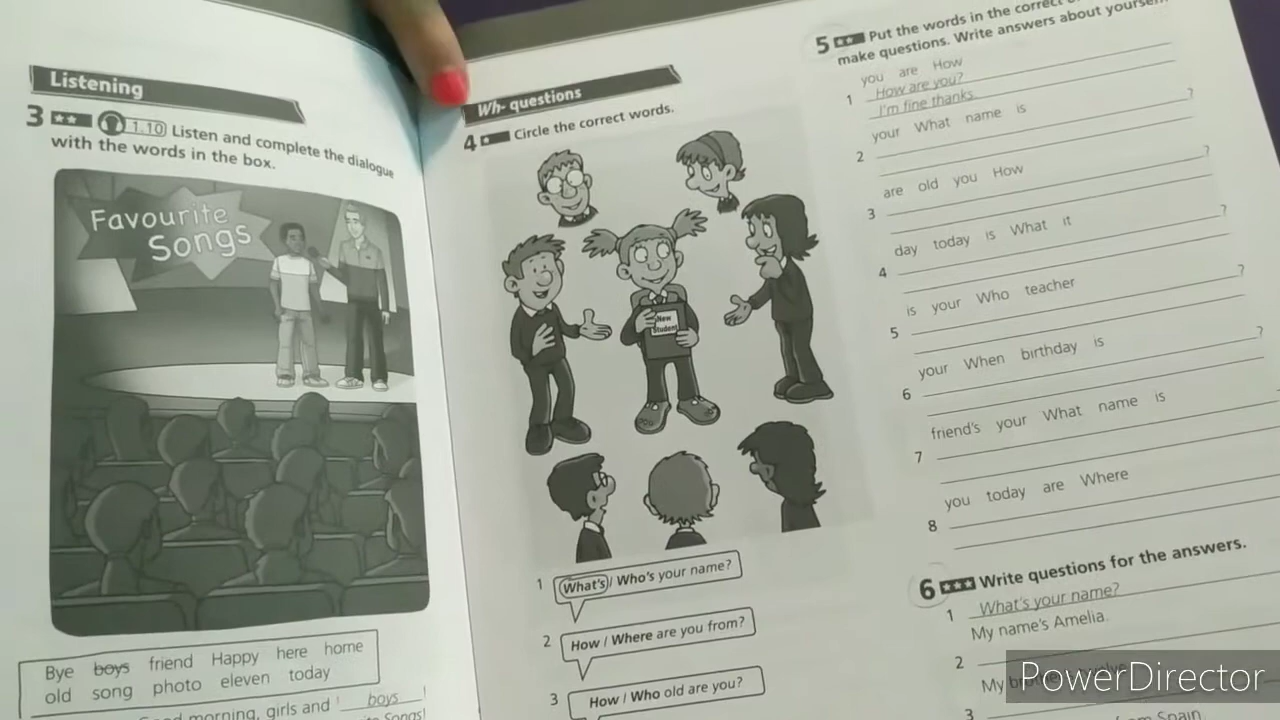 Listening
3 1.10 Listen and complete the dialogue
with the words in the box.
Favourite
Songs
Bye boys friend Happy here home
old song photo eleven today
morning, girls and boys!
Songs!
Wh- questions
4 Circle the correct words.
New
Student
1 What's / Who's your name?
2 How / Where are you from?
3 How / Who old are you?
5 Put the words in the correct
make questions. Write answers about
you are How
1 How are you?
I'm fine thanks.
your What name is
2 ?
are old you How
3 ?
day today is What it
4 ?
is your Who teacher
5 ?
your When birthday is
6 ?
friend's your What name is
7
you today are Where
8
6 Write questions for the answers.
1 What's your name?
My name's Amelia.
2
My
3 Spain
PowerDirector